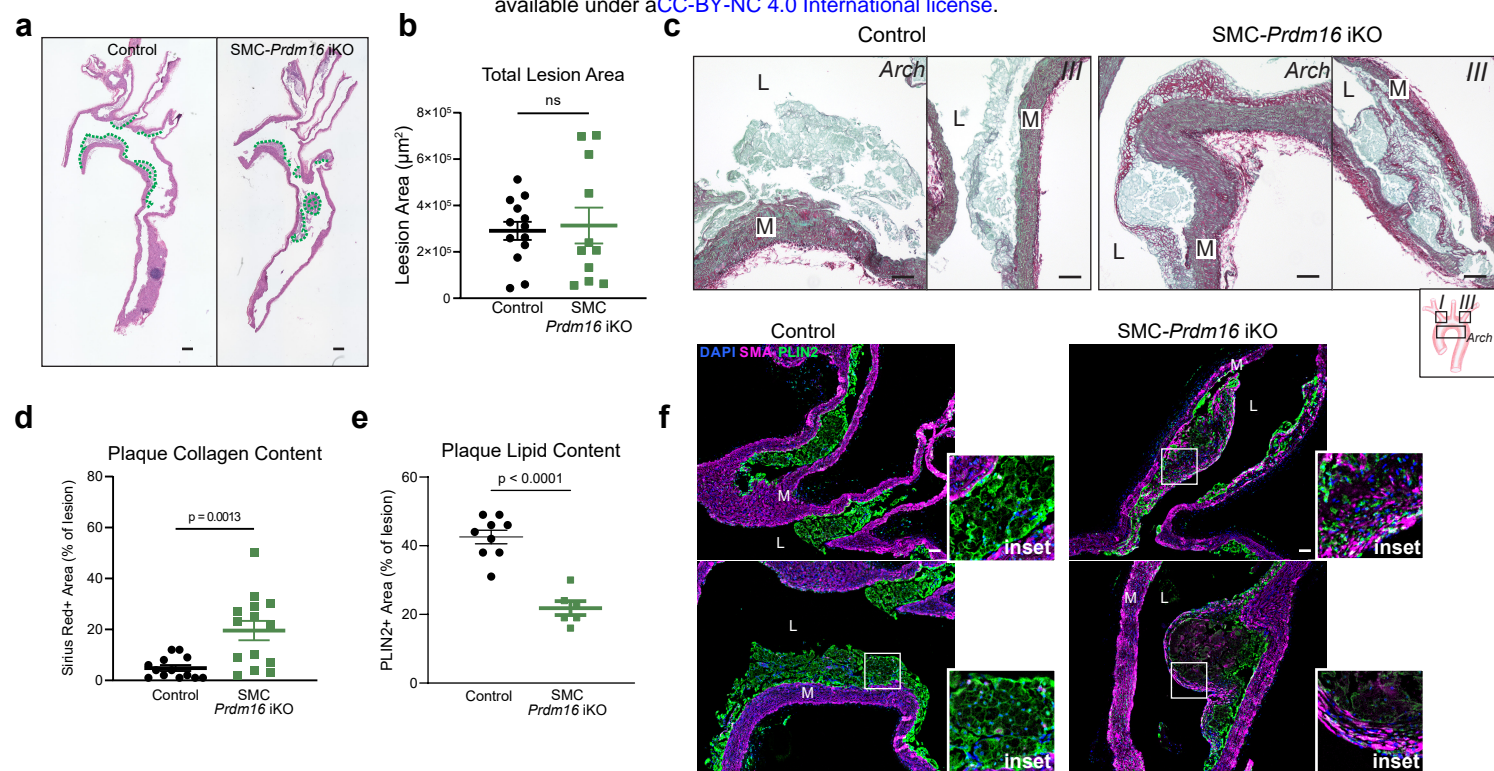 available under aCC-BY-NC 4.0 International license.
a
Control
SMC-Prdm16 iKO
b
Total Lesion Area
ns
Leesion Area (μm²)
8×10⁵
6×10⁵
4×10⁵
2×10⁵
0
Control
SMC
Prdm16 iKO
c
Control
SMC-Prdm16 iKO
L
Arch
M
L
III
M
Arch
L
M
III
L
M
I
III
Arch
d
Plaque Collagen Content
p = 0.0013
Sirius Red+ Area (% of lesion)
80
60
40
20
0
Control
SMC
Prdm16 iKO
e
Plaque Lipid Content
p < 0.0001
PLIN2+ Area (% of lesion)
60
40
20
0
Control
SMC
Prdm16 iKO
f
Control
SMC-Prdm16 iKO
DAPI SMA PLIN2
M
L
inset
M
L
inset
L
M
inset
M
L
inset